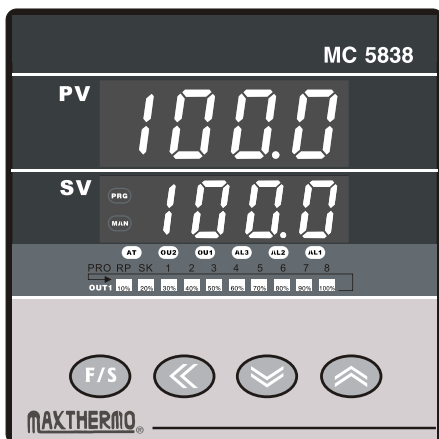 MC 5838
PV 100.0
SV PRG 100.0
MAN
AT OU2 OU1 AL3 AL2 AL1
PRO RP SK 1 2 3 4 5 6 7 8
OUT1 10% 20% 30% 40% 50% 60% 70% 80% 90% 100%
F/S
MAXTHERMO®